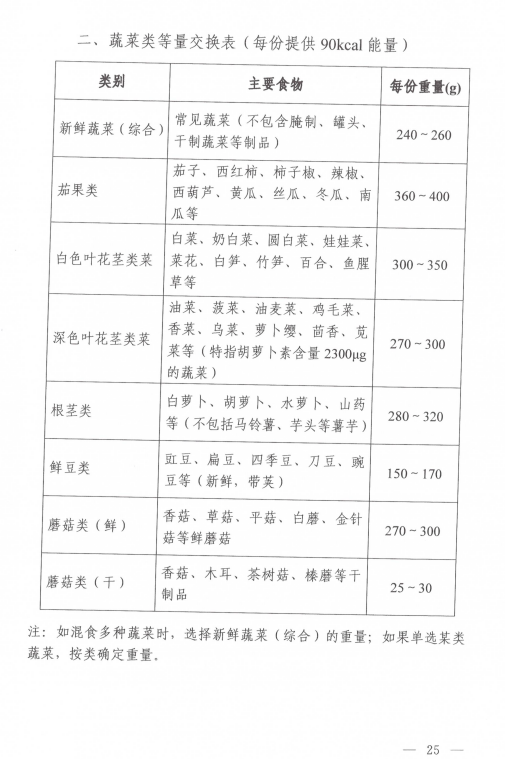 二、蔬菜类等量交换表（每份提供 90kcal 能量）
类别 主要食物 每份重量(g)
新鲜蔬菜（综合） 常见蔬菜（不包含腌制、罐头、 240～260
干制蔬菜等制品）
茄果类 茄子、西红柿、柿子椒、辣椒、 360～400
西葫芦、黄瓜、丝瓜、冬瓜、南
瓜等
白色叶花茎类菜 白菜、奶白菜、圆白菜、娃娃菜、 300～350
菜花、白笋、竹笋、百合、鱼腥
草等
深色叶花茎类菜 油菜、菠菜、油麦菜、鸡毛菜、 270～300
香菜、乌菜、萝卜缨、茴香、苋
菜等（特指胡萝卜素含量 2300μg
的蔬菜）
根茎类 白萝卜、胡萝卜、水萝卜、山药 280～320
等（不包括马铃薯、芋头等薯芋）
鲜豆类 豇豆、扁豆、四季豆、刀豆、豌 150～170
豆等（新鲜，带荚）
蘑菇类（鲜） 香菇、草菇、平菇、白蘑、金针 270～300
菇等鲜蘑菇
蘑菇类（干） 香菇、木耳、茶树菇、榛蘑等干 25～30
制品
注：如混食多种蔬菜时，选择新鲜蔬菜（综合）的重量；如果单选某类
蔬菜，按类确定重量。
— 25 —